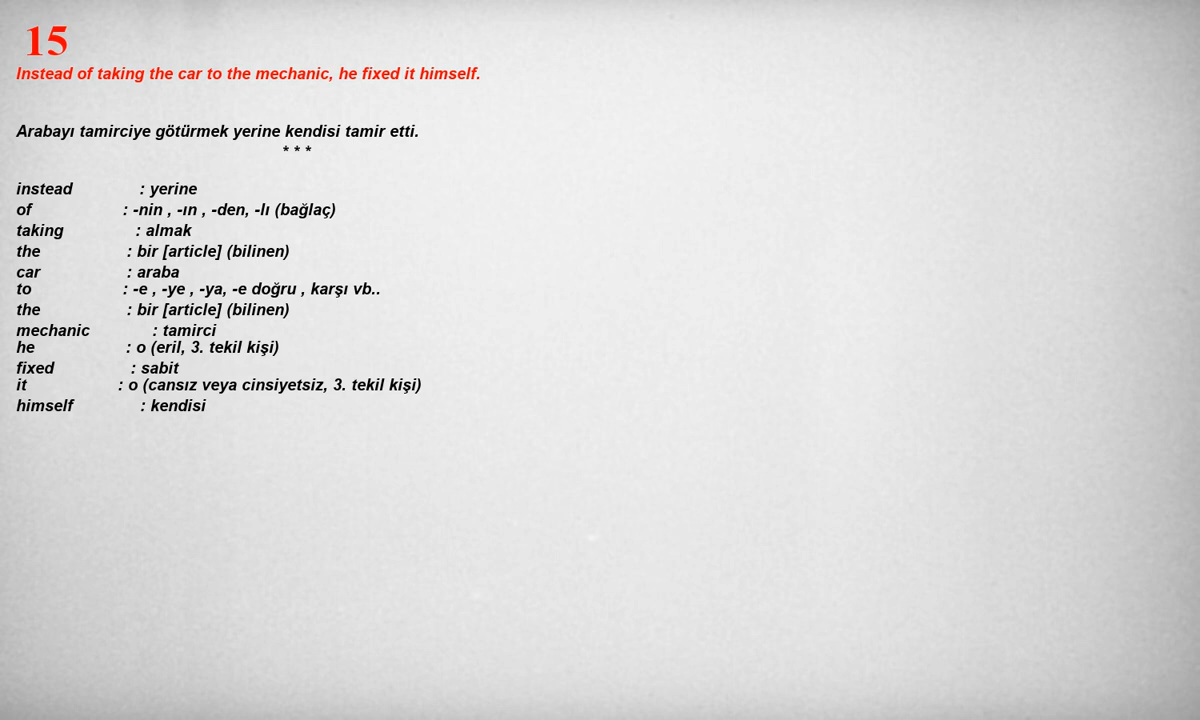 15
Instead of taking the car to the mechanic, he fixed it himself.
Arabayı tamirciye götürmek yerine kendisi tamir etti.
* * *
instead : yerine
of : -nin , -ın , -den, -lı (bağlaç)
taking : almak
the : bir [article] (bilinen)
car : araba
to : -e , -ye , -ya, -e doğru , karşı vb..
the : bir [article] (bilinen)
mechanic : tamirci
he : o (eril, 3. tekil kişi)
fixed : sabit
it : o (cansız veya cinsiyetsiz, 3. tekil kişi)
himself : kendisi